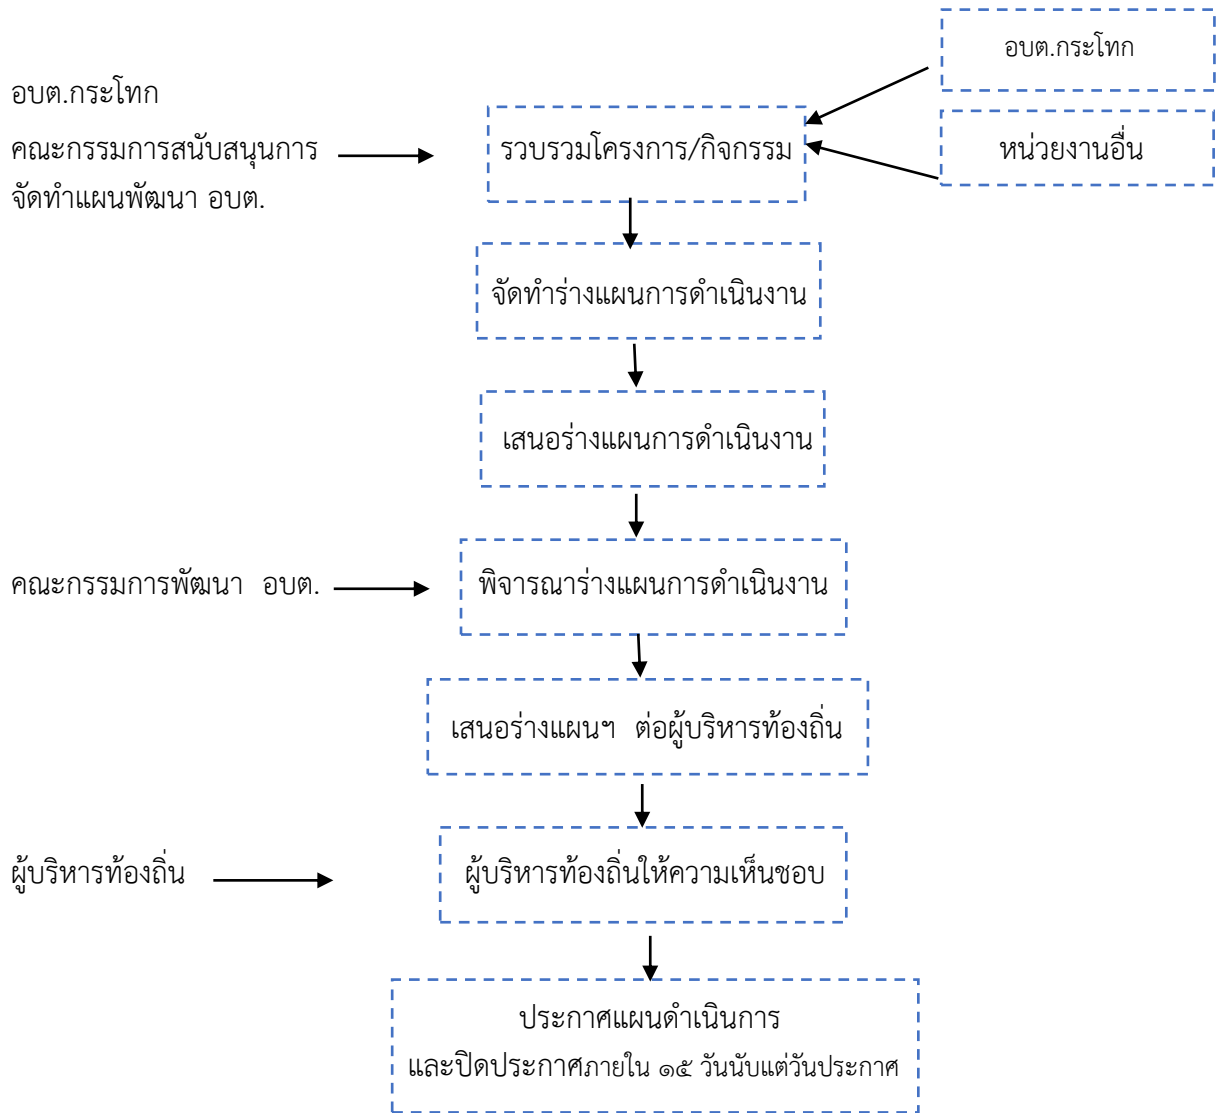 อบต.กระโทก
อบต.กระโทก
คณะกรรมการสนับสนุนการ
รวบรวมโครงการ/กิจกรรม
หน่วยงานอื่น
จัดทำแผนพัฒนา อบต.
จัดทำร่างแผนการดำเนินงาน
เสนอร่างแผนการดำเนินงาน
คณะกรรมการพัฒนา อบต.
พิจารณาร่างแผนการดำเนินงาน
เสนอร่างแผนฯ ต่อผู้บริหารท้องถิ่น
ผู้บริหารท้องถิ่น
ผู้บริหารท้องถิ่นให้ความเห็นชอบ
ประกาศแผนดำเนินการ
และปิดประกาศภายใน ๑๕ วันนับแต่วันประกาศ